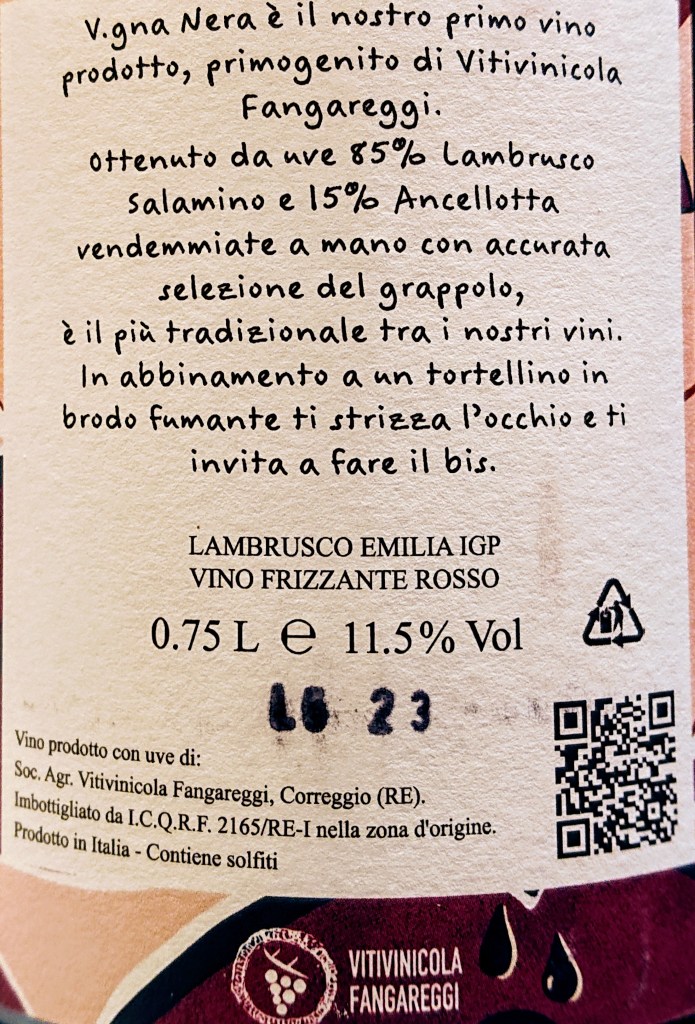 V.gna Nera è il nostro primo vino
prodotto, primogenito di Vitivinicola
Fangareggi.
ottenuto da uve 85% Lambrusco
Salamino e 15% Ancellotta
vendemmiate a mano con accurata
selezione del grappolo,
è il più tradizionale tra i nostri vini.
In abbinamento a un tortellino in
brodo fumante ti strizza l'occhio e ti
invita a fare il bis.
LAMBRUSCO EMILIA IGP
VINO FRIZZANTE ROSSO
0.75 L ℮ 11.5% Vol
23
Vino prodotto con uve di:
Soc. Agr. Vitivinicola Fangareggi, Correggio (RE).
Imbottigliato da I.C.Q.R.F. 2165/RE-I nella zona d'origine.
Prodotto in Italia - Contiene solfiti
VITIVINICOLA
FANGAREGGI